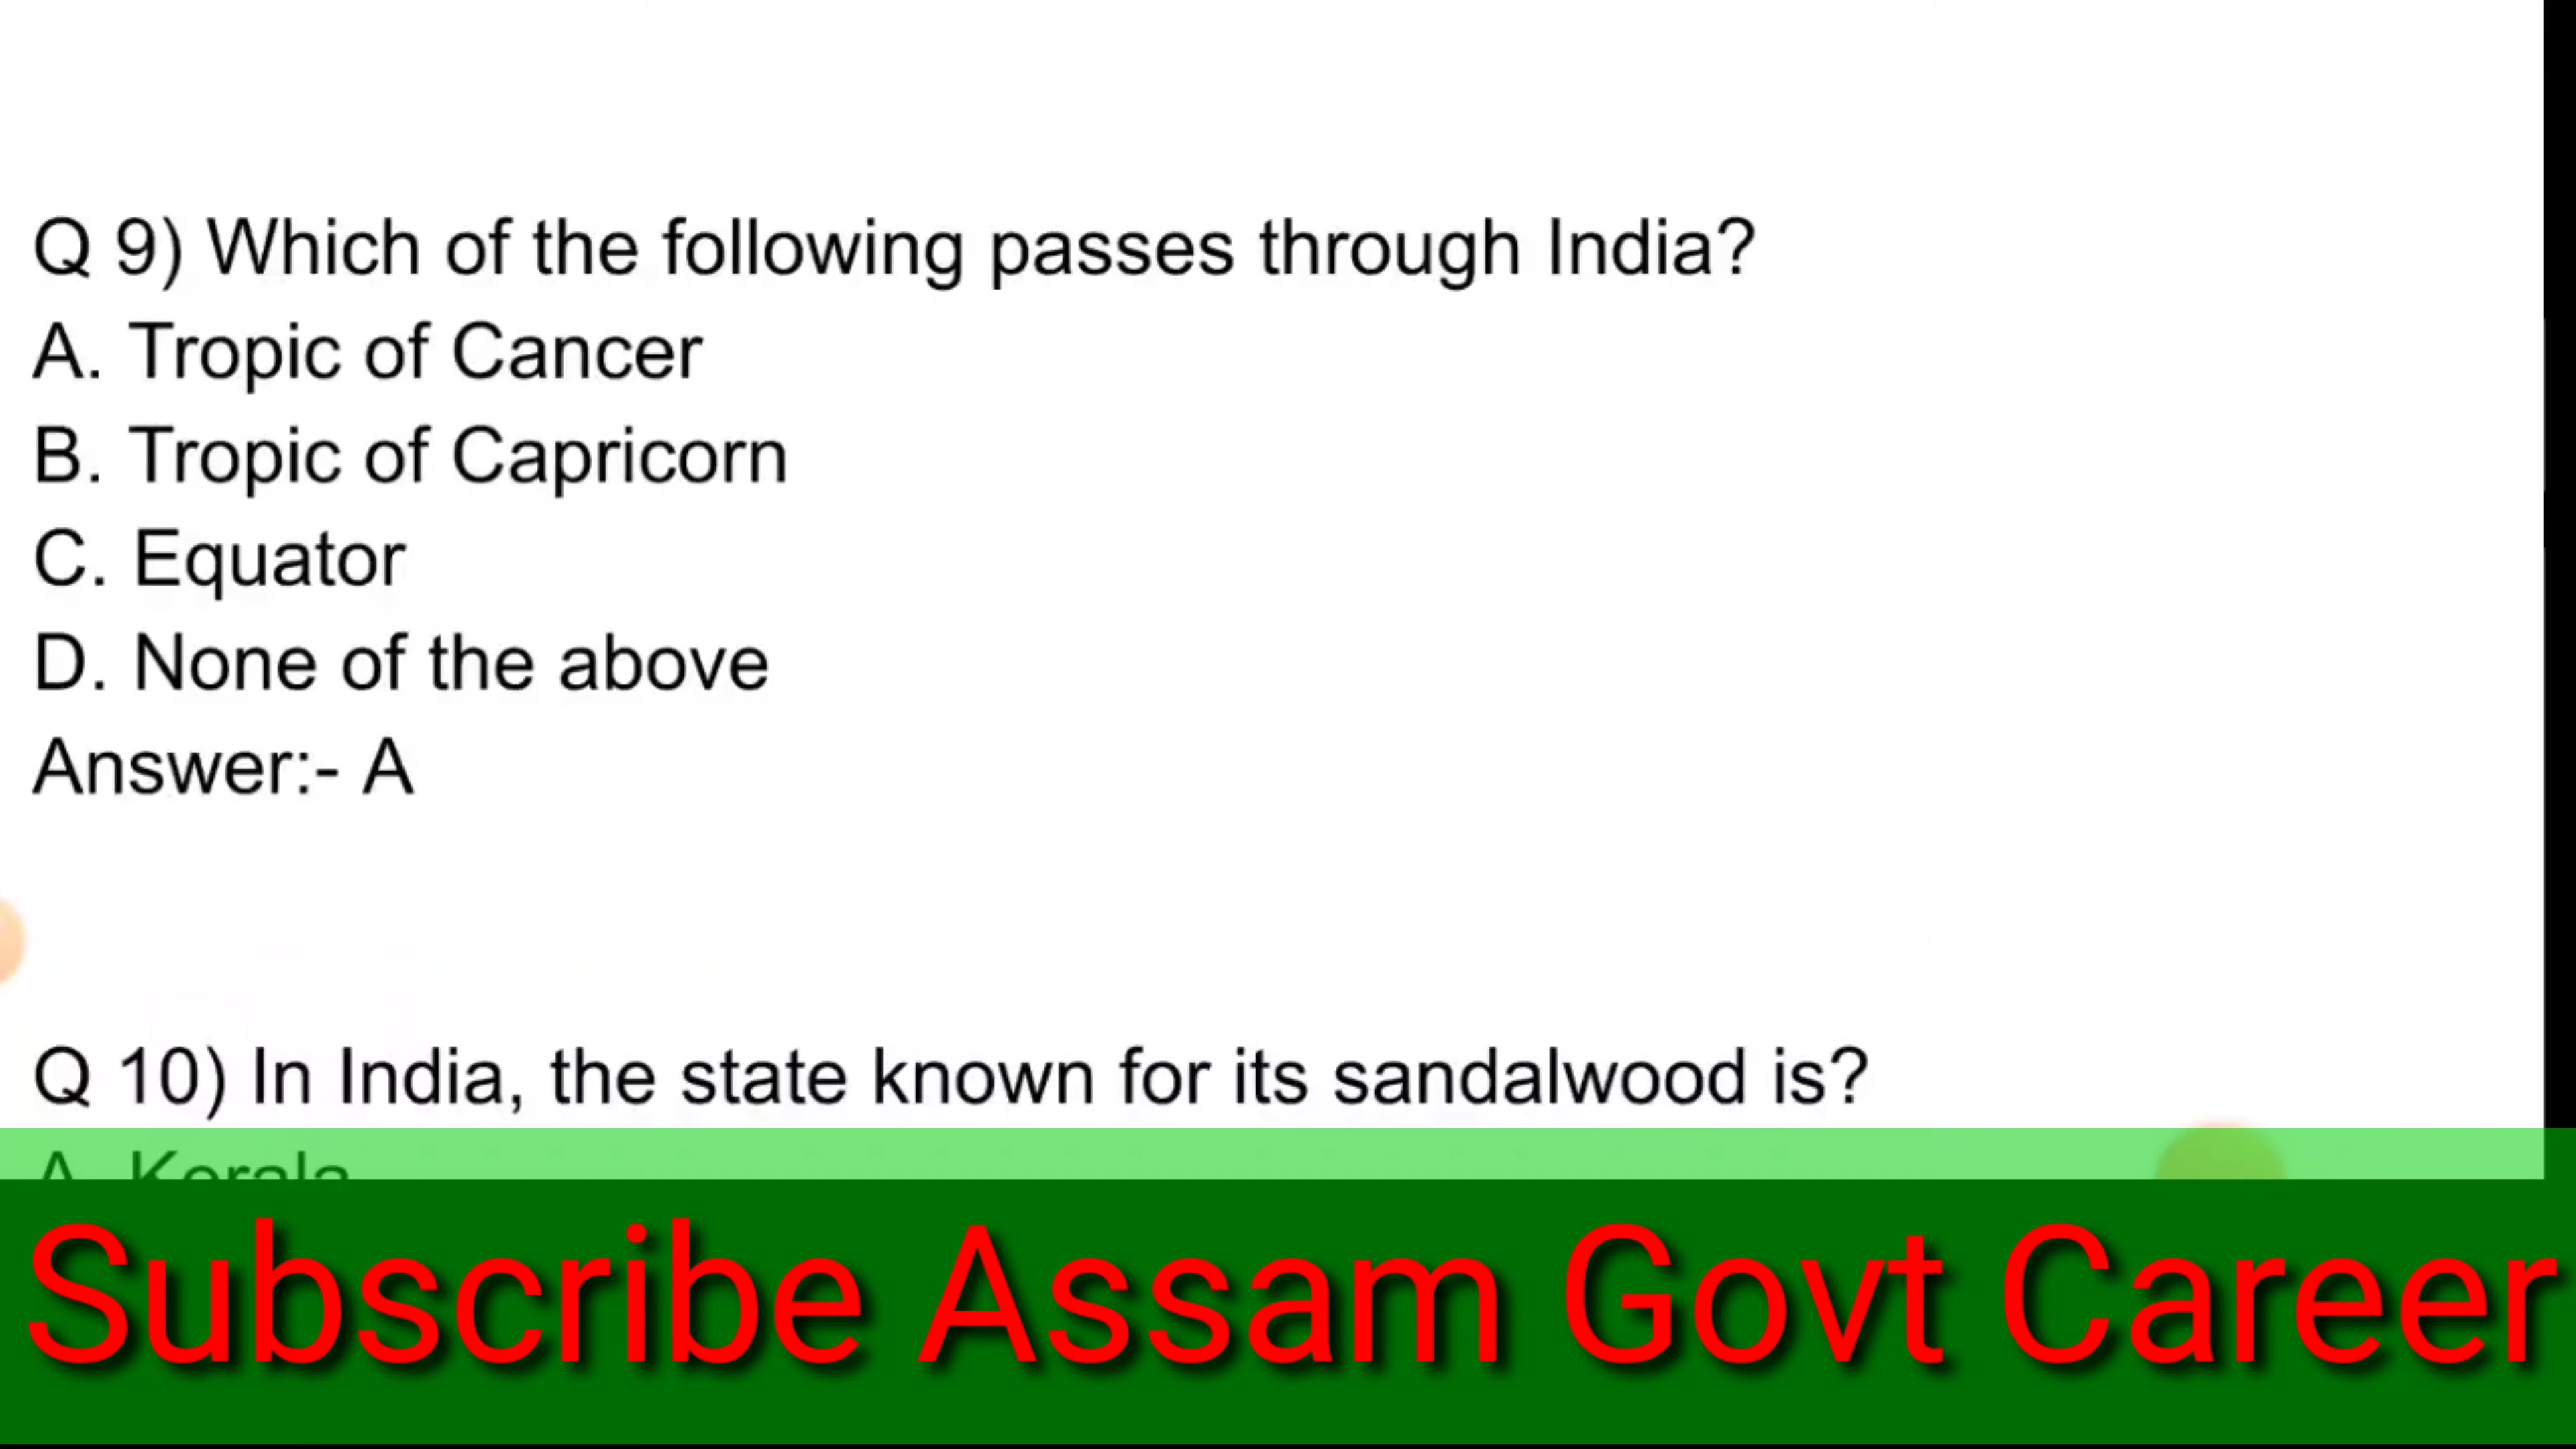 Q 9) Which of the following passes through India?
A. Tropic of Cancer
B. Tropic of Capricorn
C. Equator
D. None of the above
Answer:- A
Q 10) In India, the state known for its sandalwood is?
A. Kerala
Subscribe Assam Govt Career